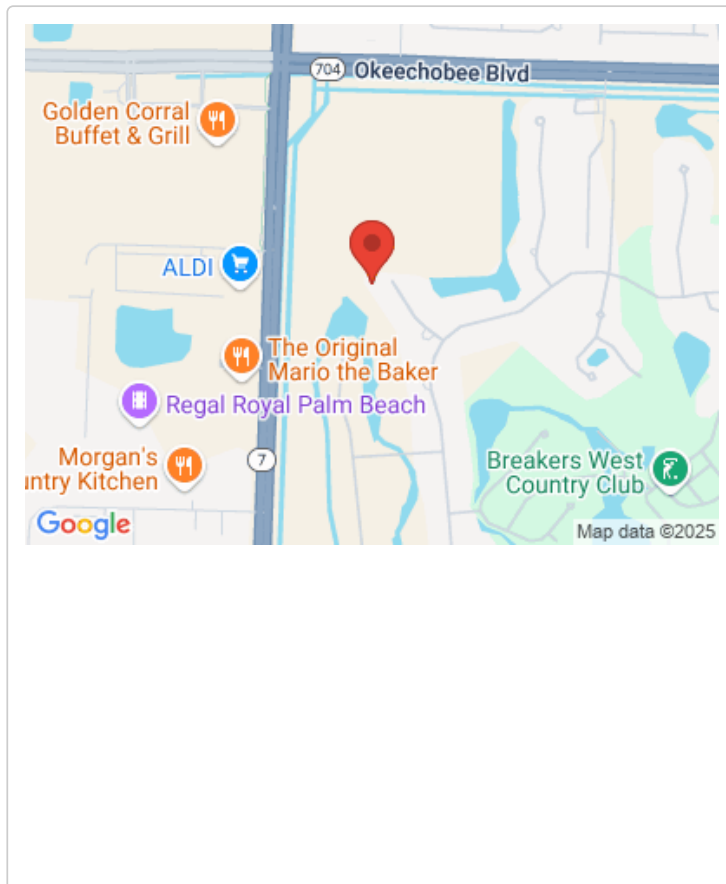 704 Okeechobee Blvd
Golden Corral
Buffet & Grill
ALDI
The Original
Mario the Baker
Regal Royal Palm Beach
Morgan's
untry Kitchen
7
Breakers West
Country Club
Google
Map data ©2025